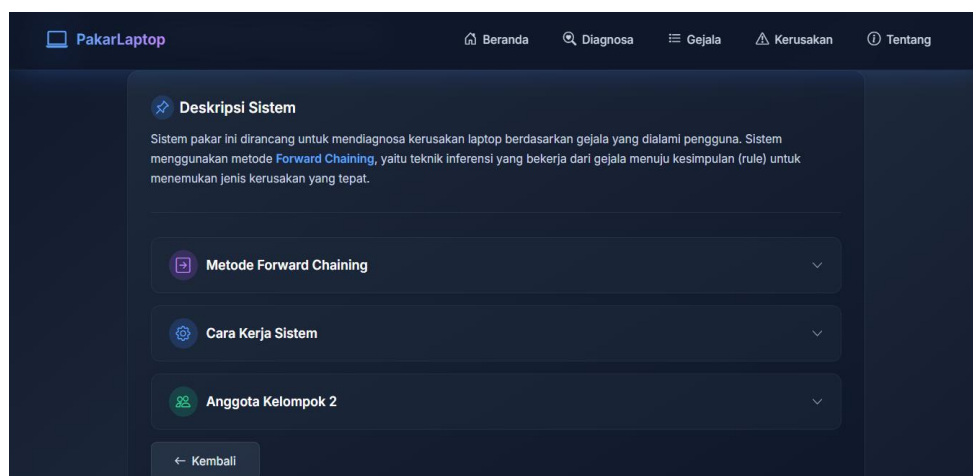 PakarLaptop
Beranda
Diagnosa
Gejala
Kerusakan
Tentang
Deskripsi Sistem
Sistem pakar ini dirancang untuk mendiagnosa kerusakan laptop berdasarkan gejala yang dialami pengguna. Sistem
menggunakan metode Forward Chaining, yaitu teknik inferensi yang bekerja dari gejala menuju kesimpulan (rule) untuk
menemukan jenis kerusakan yang tepat.
Metode Forward Chaining
Cara Kerja Sistem
Anggota Kelompok 2
← Kembali